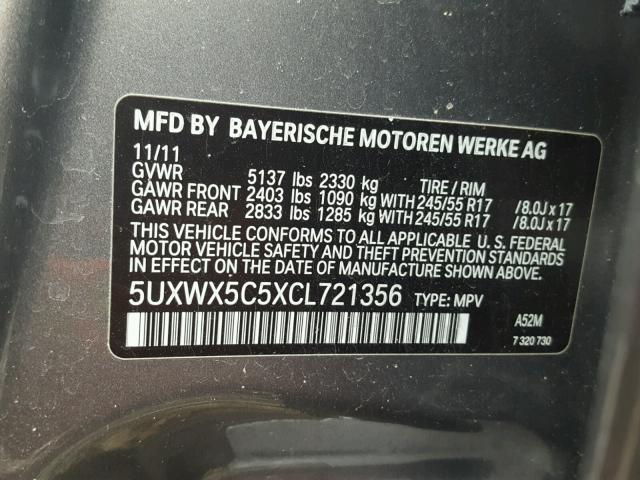 MFD BY BAYERISCHE MOTOREN WERKE AG
11/11
GVWR 5137 lbs 2330 kg TIRE / RIM
GAWR FRONT 2403 lbs 1090 kg WITH 245/55 R17 /8.0J x 17
GAWR REAR 2833 lbs 1285 kg WITH 245/55 R17 /8.0J x 17
THIS VEHICLE CONFORMS TO ALL APPLICABLE U. S. FEDERAL
MOTOR VEHICLE SAFETY AND THEFT PREVENTION STANDARDS
IN EFFECT ON THE DATE OF MANUFACTURE SHOWN ABOVE.
5UXWX5C5XCL721356 TYPE: MPV
A52M
7 320 730